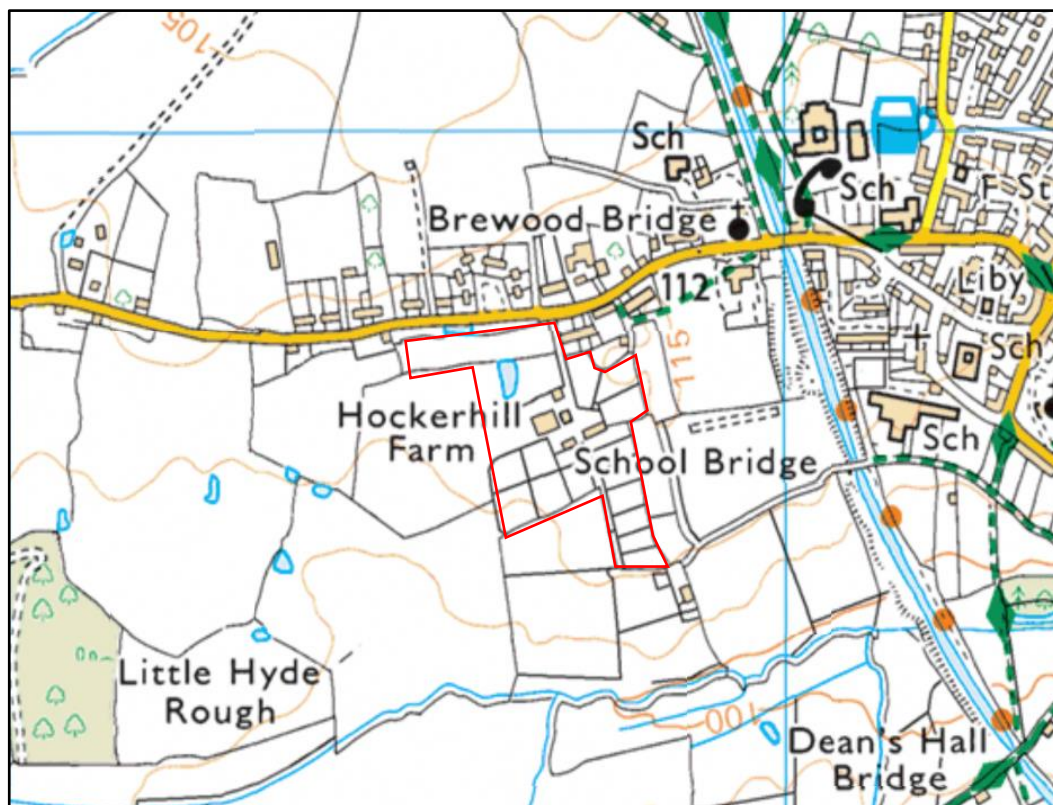 105
Sch
Sch
F St
Brewood Bridge
112
Liby
115
Sch
Hockerhill
Farm
School Bridge
Sch
Little Hyde
Rough
100
Dean's Hall
Bridge